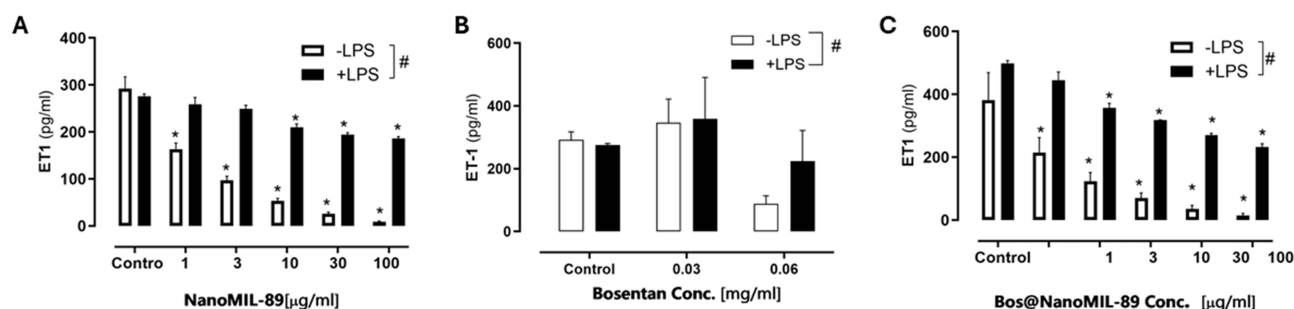 A
400
300
200
100
0
ET1 (pg/ml)
-LPS
+LPS
#
* * * * * * * *
Contro 1 3 10 30 100
NanoMIL-89[μg/ml]
B
600
400
200
0
ET-1 (pg/ml)
-LPS
+LPS
#
Control 0.03 0.06
Bosentan Conc. [mg/ml]
C
600
400
200
0
ET1 (pg/ml)
-LPS
+LPS
#
* * * * * * * * *
Control 1 3 10 30 100
Bos@NanoMIL-89 Conc. [μg/ml]